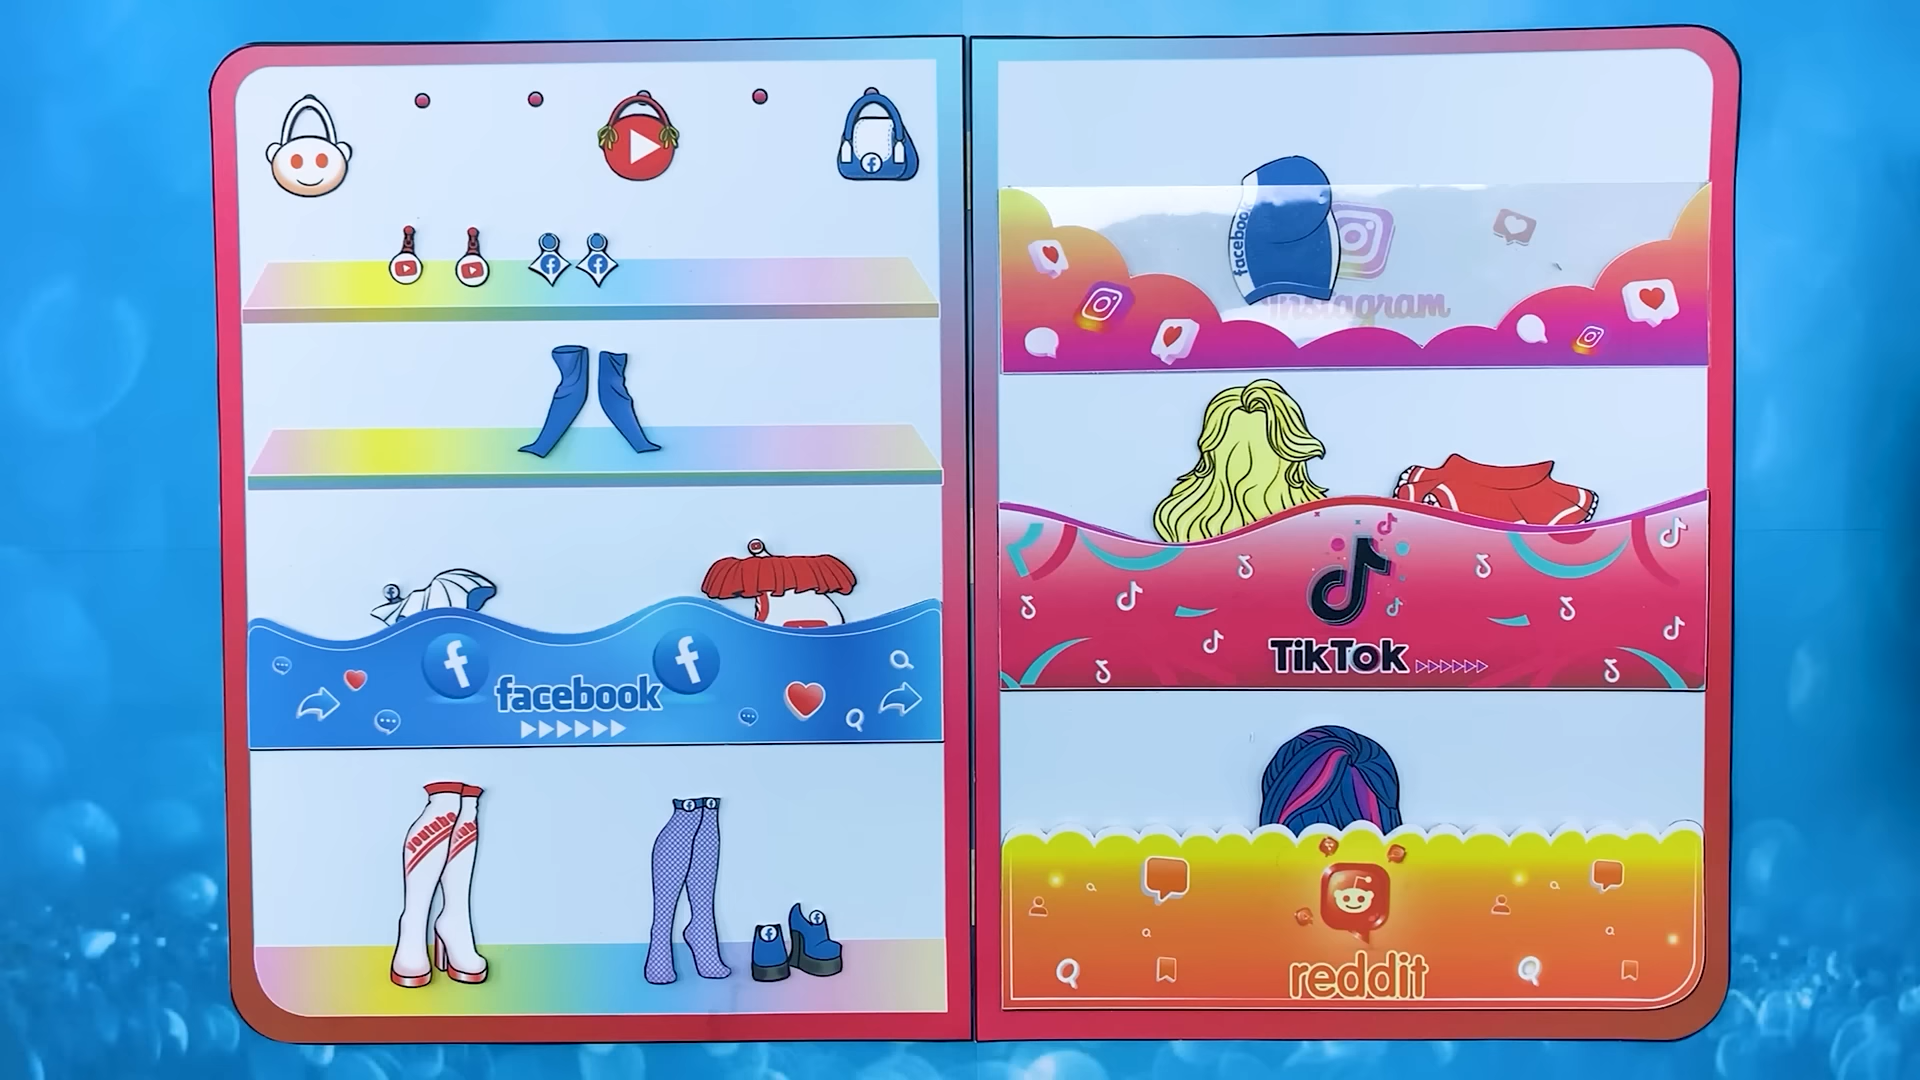 facebook
youtube
facebook
Instagram
TikTok
reddit